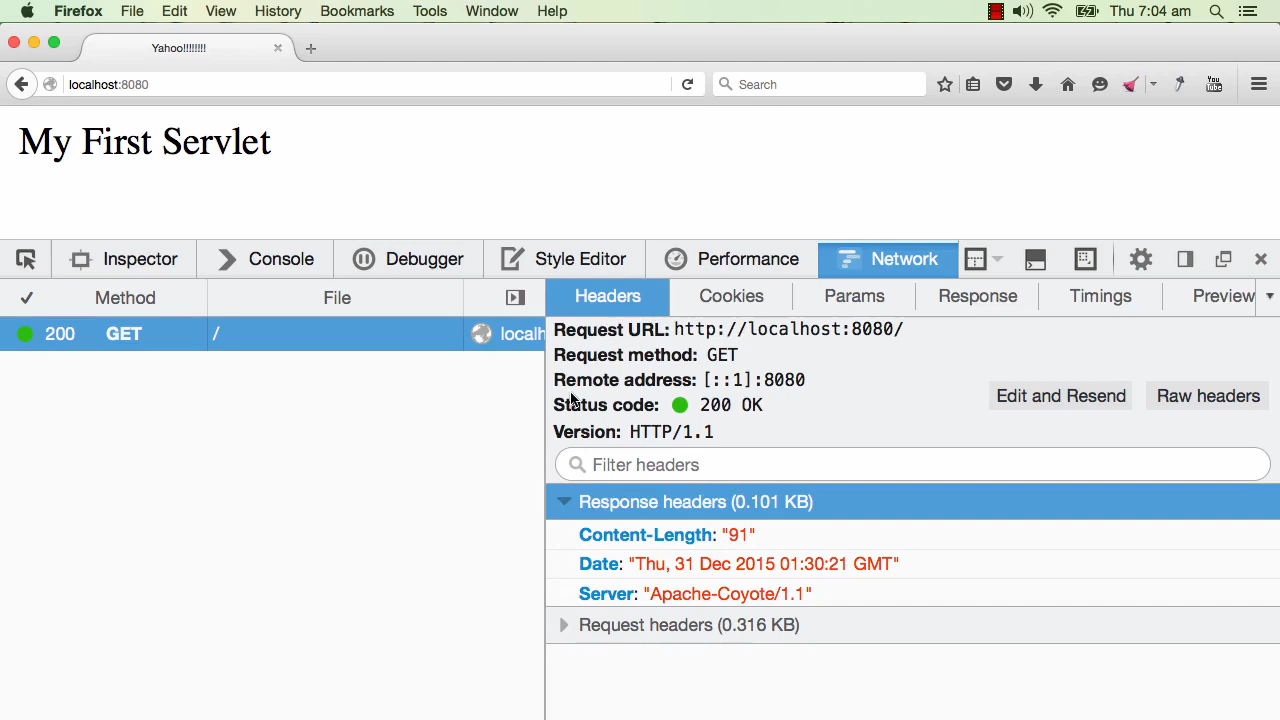 Firefox File Edit View History Bookmarks Tools Window Help Thu 7:04 am
Yahoo!!!!!!!!
localhost:8080 Search You Tube
My First Servlet
Inspector Console Debugger Style Editor Performance Network
Method File Headers Cookies Params Response Timings Preview
200 GET / localh
Request URL: http://localhost:8080/
Request method: GET
Remote address: [::1]:8080
Status code: 200 OK Edit and Resend Raw headers
Version: HTTP/1.1
Filter headers
Response headers (0.101 KB)
Content-Length: "91"
Date: "Thu, 31 Dec 2015 01:30:21 GMT"
Server: "Apache-Coyote/1.1"
Request headers (0.316 KB)